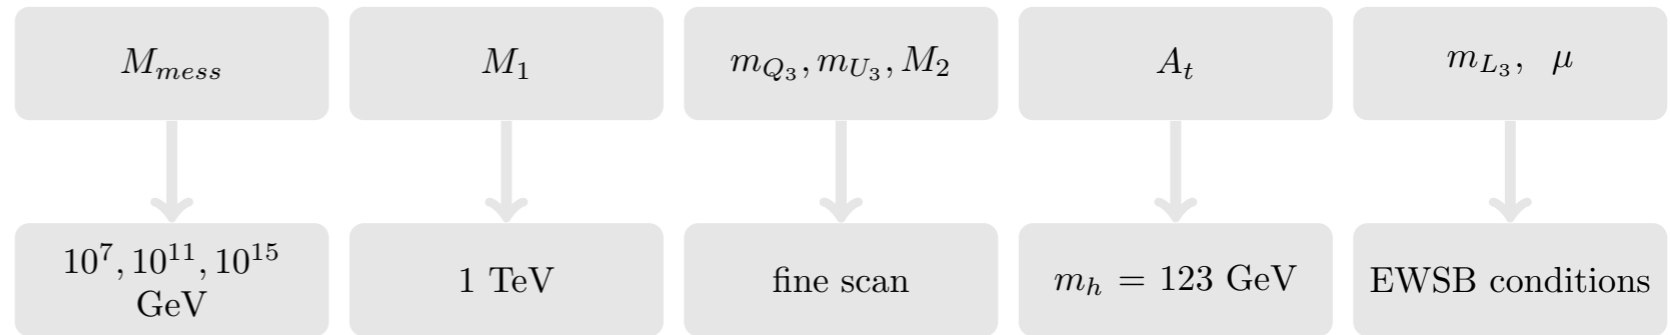 M_{mess}
M_1
m_{Q_3}, m_{U_3}, M_2
A_t
m_{L_3}, μ
10^7, 10^{11}, 10^{15}
GeV
1 TeV
fine scan
m_h = 123 GeV
EWSB conditions